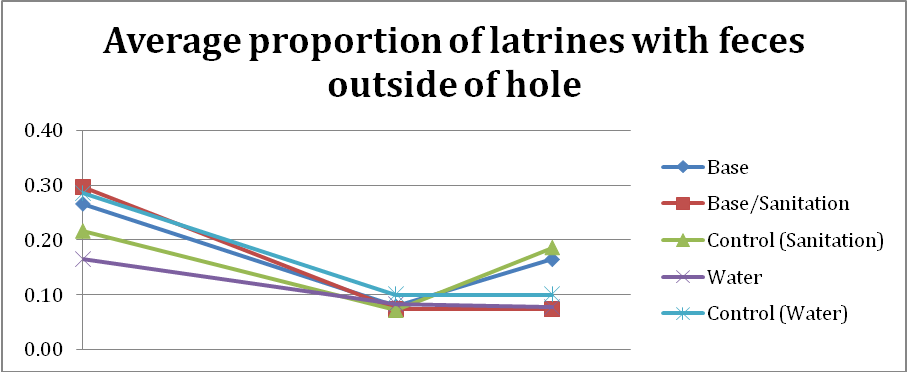 Average proportion of latrines with feces
outside of hole
0.40
0.30
0.20
0.10
0.00
Base
Base/Sanitation
Control (Sanitation)
Water
Control (Water)